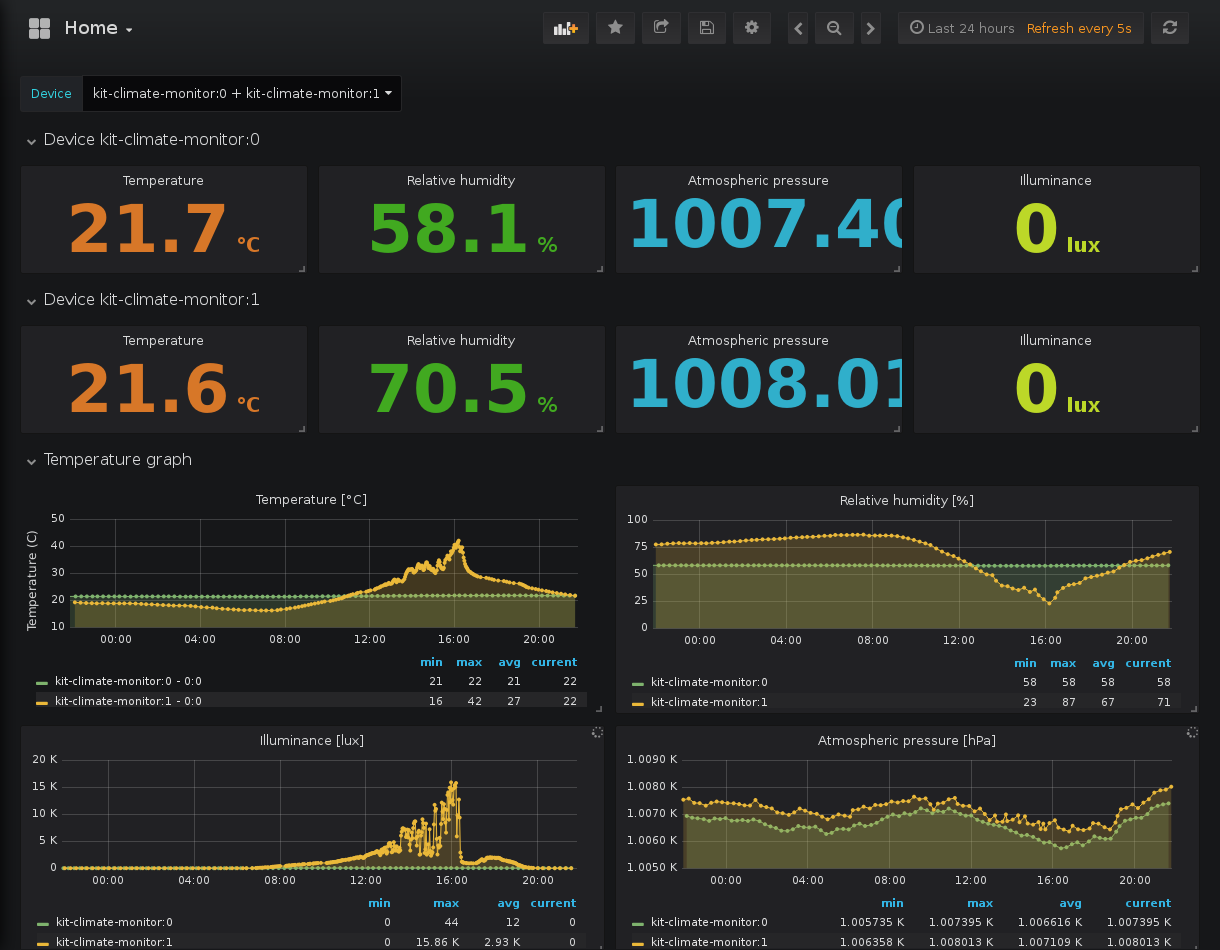 Home
Last 24 hours Refresh every 5s
Device kit-climate-monitor:0 + kit-climate-monitor:1
Device kit-climate-monitor:0
Temperature Relative humidity Atmospheric pressure Illuminance
21.7 °C 58.1 % 1007.40 0 lux
Device kit-climate-monitor:1
Temperature Relative humidity Atmospheric pressure Illuminance
21.6 °C 70.5 % 1008.01 0 lux
Temperature graph
Temperature [°C]
Temperature (C)
50
40
30
20
10
00:00 04:00 08:00 12:00 16:00 20:00
min max avg current
kit-climate-monitor:0 - 0:0 21 22 21 22
kit-climate-monitor:1 - 0:0 16 42 27 22
Relative humidity [%]
100
75
50
25
0
00:00 04:00 08:00 12:00 16:00 20:00
min max avg current
kit-climate-monitor:0 58 58 58 58
kit-climate-monitor:1 23 87 67 71
Illuminance [lux]
20 K
15 K
10 K
5 K
0
00:00 04:00 08:00 12:00 16:00 20:00
min max avg current
kit-climate-monitor:0 0 44 12 0
kit-climate-monitor:1 0 15.86 K 2.93 K 0
Atmospheric pressure [hPa]
1.0090 K
1.0080 K
1.0070 K
1.0060 K
1.0050 K
00:00 04:00 08:00 12:00 16:00 20:00
min max avg current
kit-climate-monitor:0 1.005735 K 1.007395 K 1.006616 K 1.007395 K
kit-climate-monitor:1 1.006358 K 1.008013 K 1.007109 K 1.008013 K